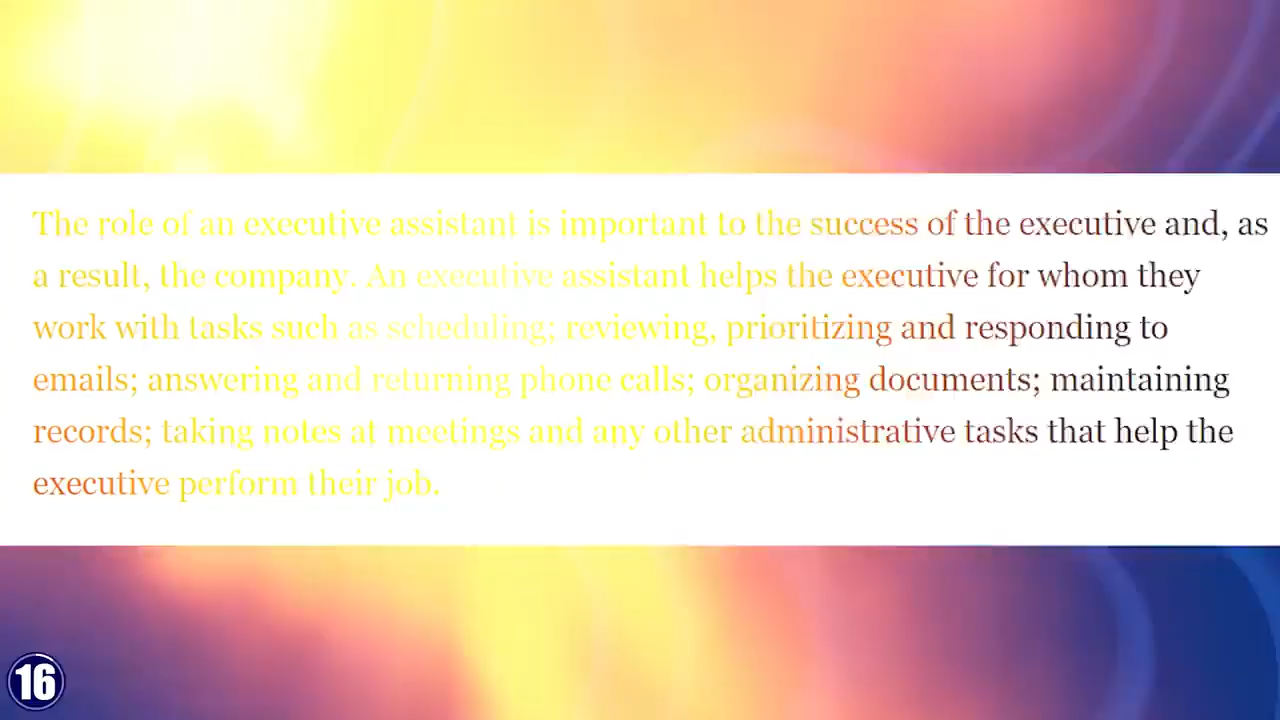 The role of an executive assistant is important to the success of the executive and, as
a result, the company. An executive assistant helps the executive for whom they
work with tasks such as scheduling; reviewing, prioritizing and responding to
emails; answering and returning phone calls; organizing documents; maintaining
records; taking notes at meetings and any other administrative tasks that help the
executive perform their job.
16